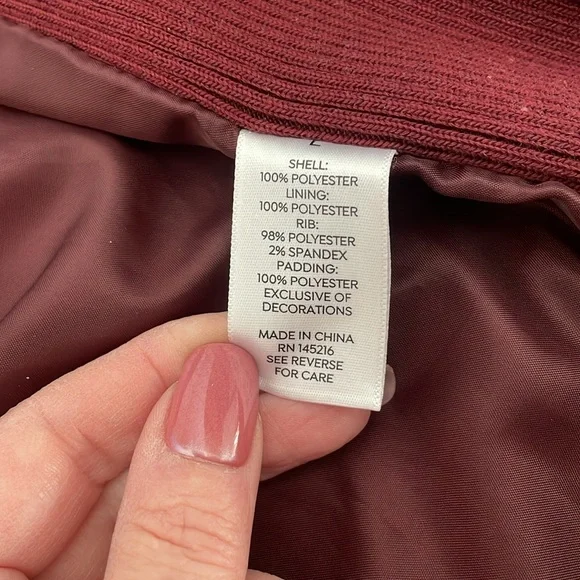 SHELL:
100% POLYESTER
LINING:
100% POLYESTER
RIB:
98% POLYESTER
2% SPANDEX
PADDING:
100% POLYESTER
EXCLUSIVE OF
DECORATIONS
MADE IN CHINA
RN 145216
SEE REVERSE
FOR CARE